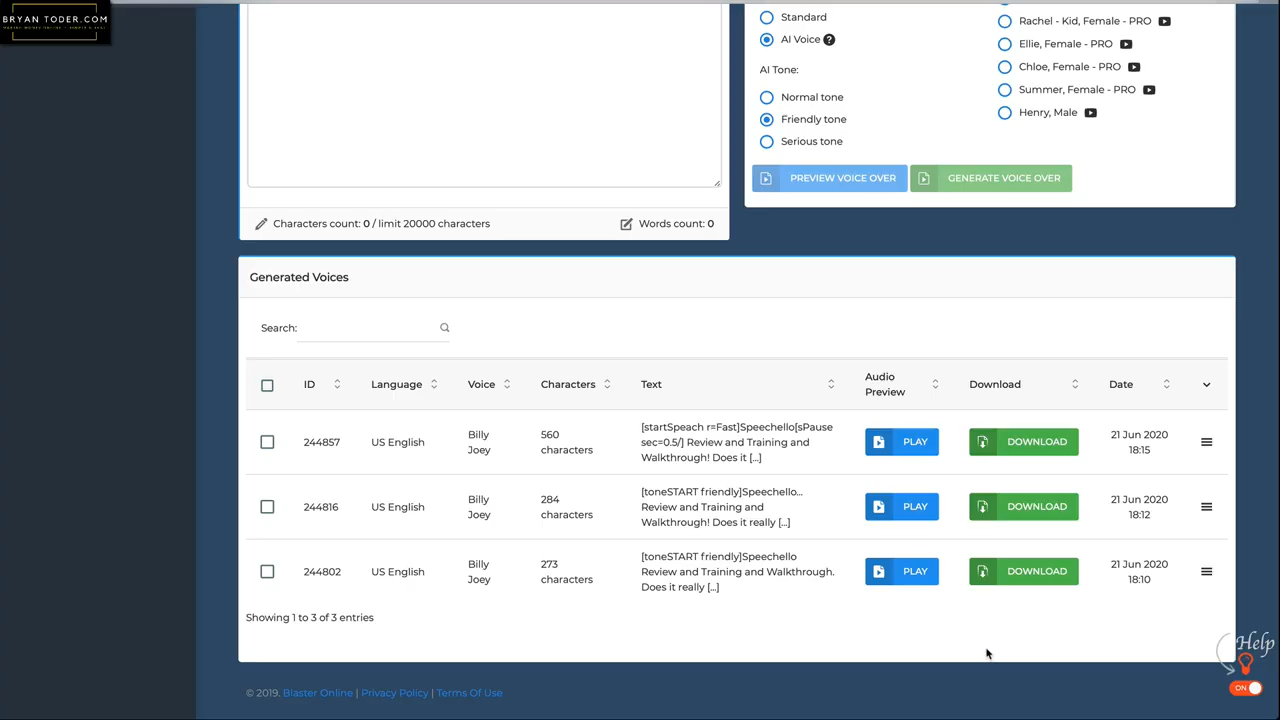 BRYAN TODER.COM
Standard
AI Voice ?
AI Tone:
Normal tone
Friendly tone
Serious tone
Rachel - Kid, Female - PRO
Ellie, Female - PRO
Chloe, Female - PRO
Summer, Female - PRO
Henry, Male
PREVIEW VOICE OVER GENERATE VOICE OVER
Characters count: 0 / limit 20000 characters Words count: 0
Generated Voices
Search:
ID Language Voice Characters Text Audio Preview Download Date
244857 US English Billy Joey 560 characters [startSpeach r=Fast]Speechello[sPause sec=0.5/] Review and Training and Walkthrough! Does it [...] PLAY DOWNLOAD 21 Jun 2020 18:15
244816 US English Billy Joey 284 characters [toneSTART friendly]Speechello... Review and Training and Walkthrough! Does it really [...] PLAY DOWNLOAD 21 Jun 2020 18:12
244802 US English Billy Joey 273 characters [toneSTART friendly]Speechello Review and Training and Walkthrough. Does it really [...] PLAY DOWNLOAD 21 Jun 2020 18:10
Showing 1 to 3 of 3 entries
Help
ON
© 2019. Blaster Online | Privacy Policy | Terms Of Use